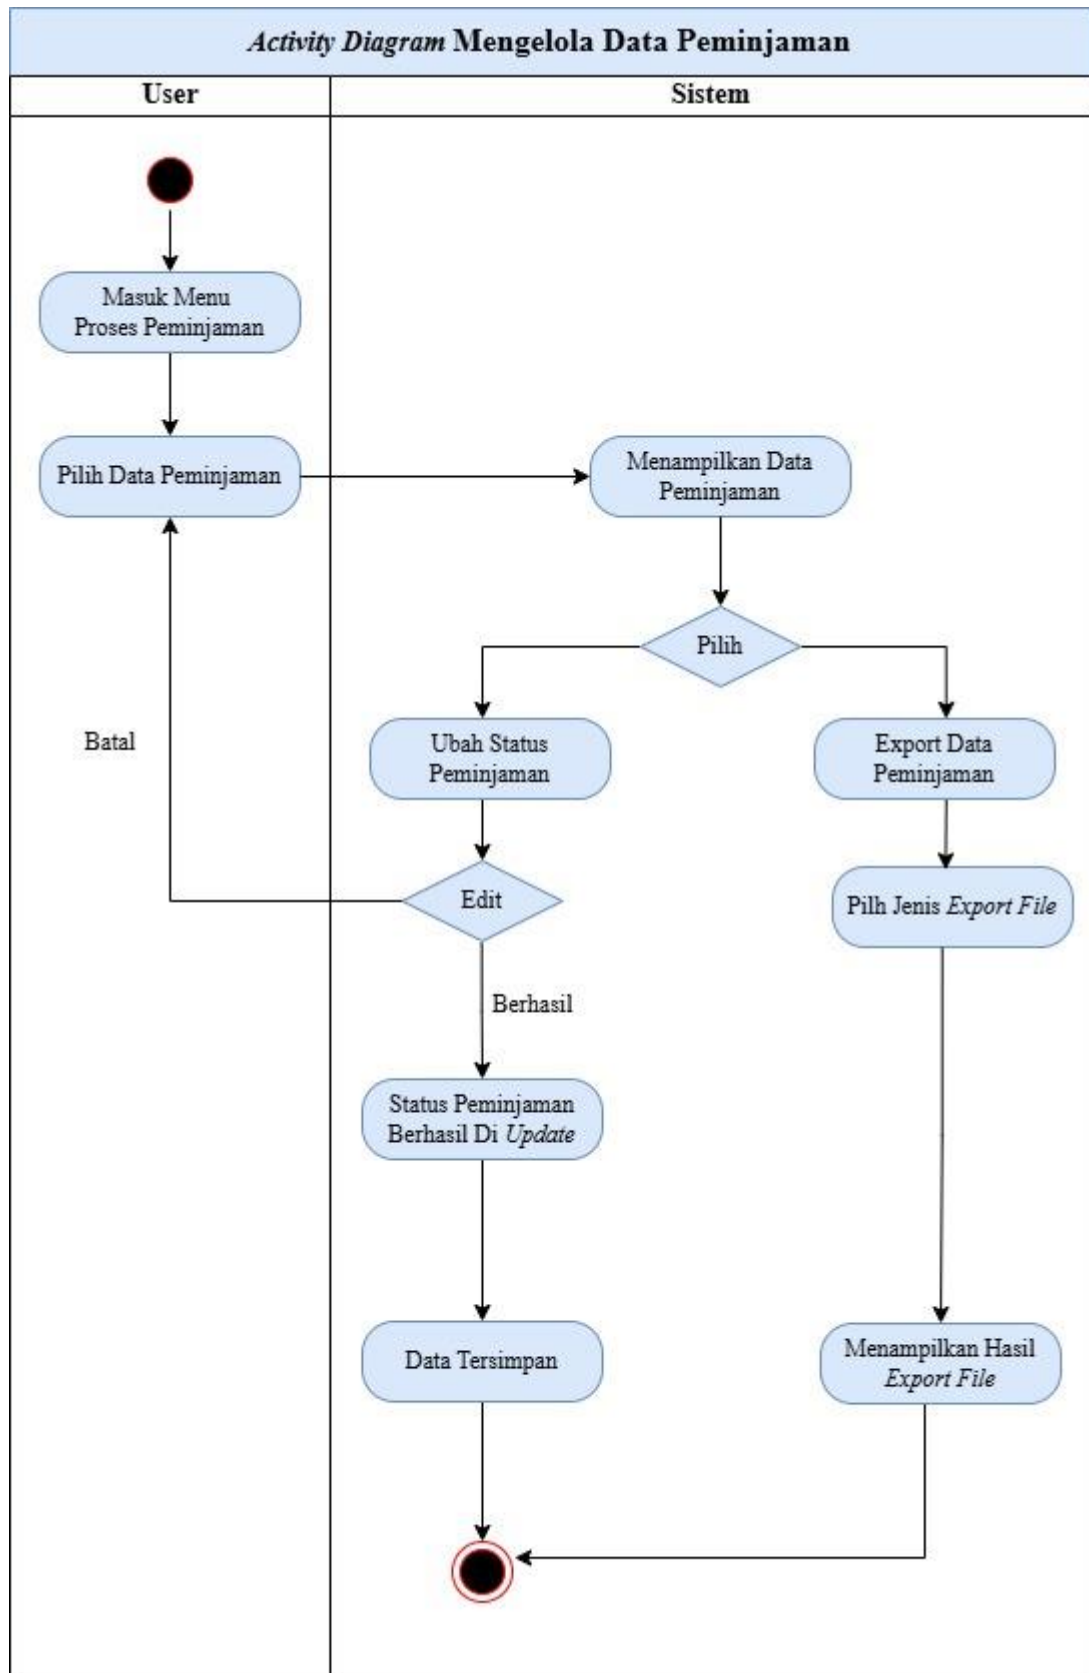 Activity Diagram Mengelola Data Peminjaman
User
Sistem
Masuk Menu
Proses Peminjaman
Pilih Data Peminjaman
Menampilkan Data
Peminjaman
Pilih
Batal
Ubah Status
Peminjaman
Export Data
Peminjaman
Edit
Pilh Jenis Export File
Berhasil
Status Peminjaman
Berhasil Di Update
Data Tersimpan
Menampilkan Hasil
Export File